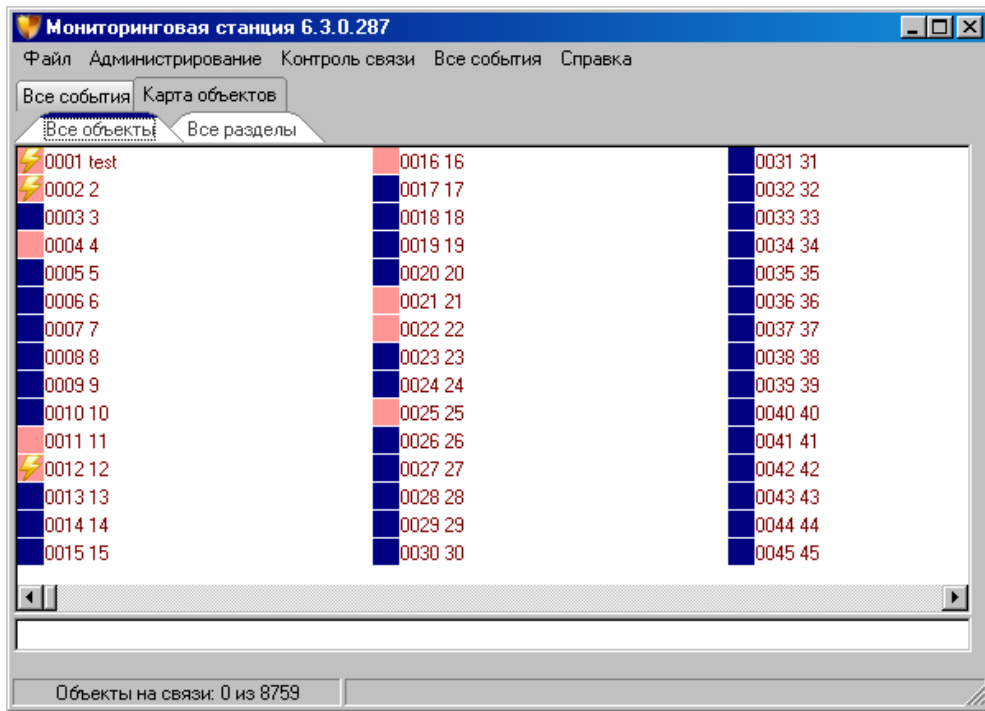 Мониторинговая станция 6.3.0.287
Файл Администрирование Контроль связи Все события Справка
Все события Карта объектов
Все объекты Все разделы
0001 test 0016 16 0031 31
0002 2 0017 17 0032 32
0003 3 0018 18 0033 33
0004 4 0019 19 0034 34
0005 5 0020 20 0035 35
0006 6 0021 21 0036 36
0007 7 0022 22 0037 37
0008 8 0023 23 0038 38
0009 9 0024 24 0039 39
0010 10 0025 25 0040 40
0011 11 0026 26 0041 41
0012 12 0027 27 0042 42
0013 13 0028 28 0043 43
0014 14 0029 29 0044 44
0015 15 0030 30 0045 45
Объекты на связи: 0 из 8759